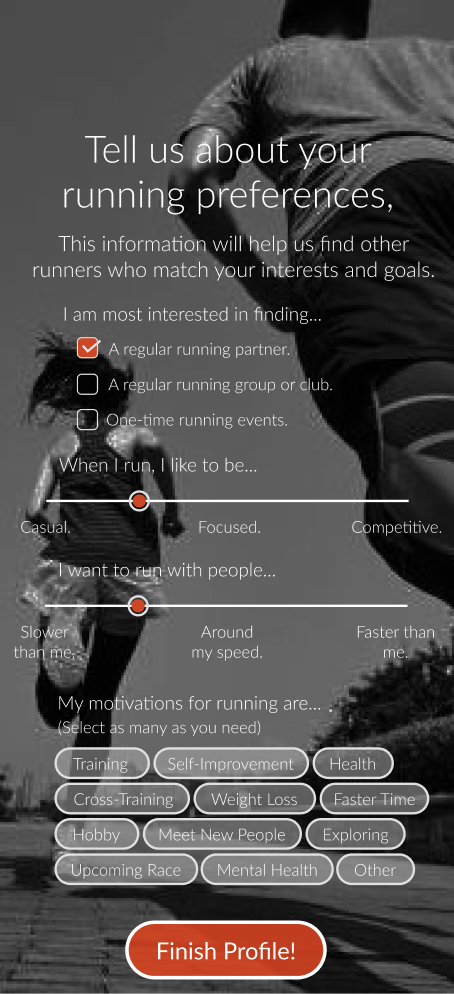 Tell us about your
running preferences,
This information will help us find other
runners who match your interests and goals.
I am most interested in finding...
A regular running partner.
A regular running group or club.
One-time running events.
When I run, I like to be...
Casual. Focused. Competitive.
I want to run with people...
Slower Around Faster than
than me. my speed. me.
My motivations for running are... .
(Select as many as you need)
Training Self-Improvement Health
Cross-Training Weight Loss Faster Time
Hobby Meet New People Exploring
Upcoming Race Mental Health Other
Finish Profile!